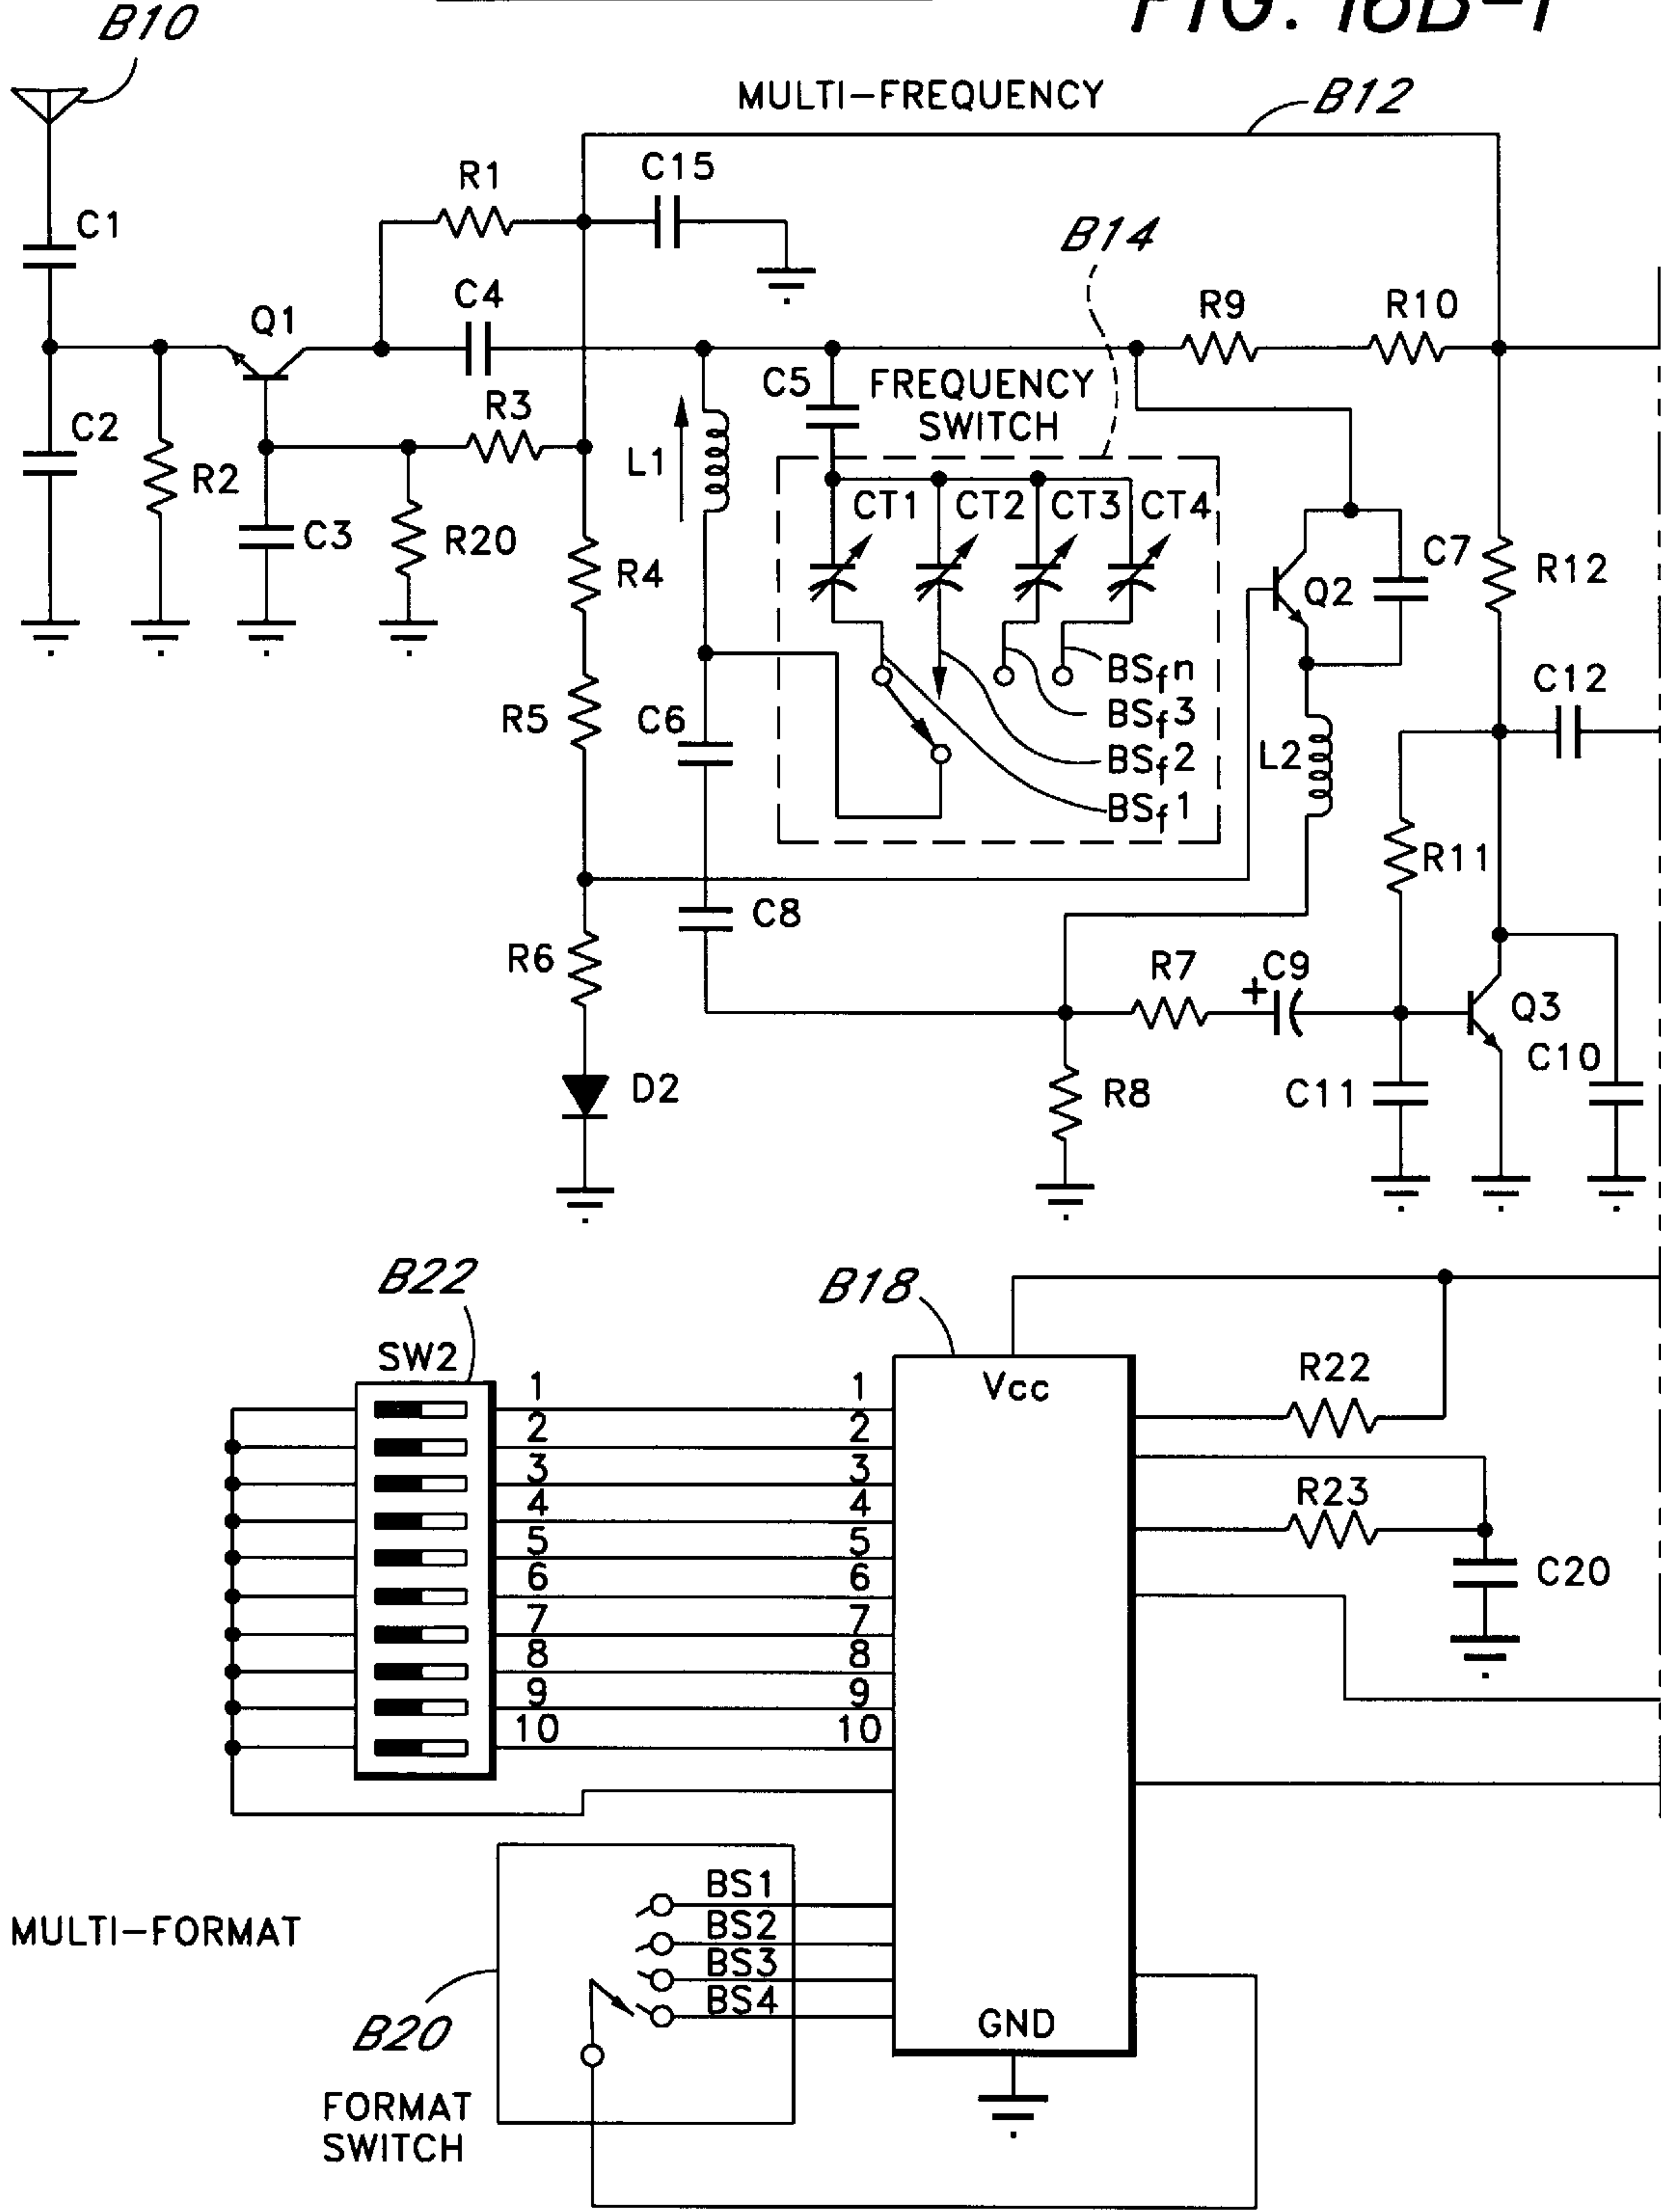 FIG. 16B-1
B10
MULTI-FREQUENCY
B12
R1
C15
C1
B14
C4
R9
R10
Q1
C5
FREQUENCY
SWITCH
R3
C2
L1
R2
CT1
CT2
CT3
CT4
C3
R20
R4
C7
R12
Q2
BSfn
C12
R5
C6
BSf3
L2
BSf2
BSf1
R11
C8
R6
R7
+
C9
Q3
C10
D2
R8
C11
B22
B18
SW2
Vcc
R22
1
1
2
2
3
3
R23
4
4
5
5
C20
6
6
7
7
8
8
9
9
10
10
BS1
MULTI-FORMAT
BS2
BS3
BS4
B20
GND
FORMAT
SWITCH